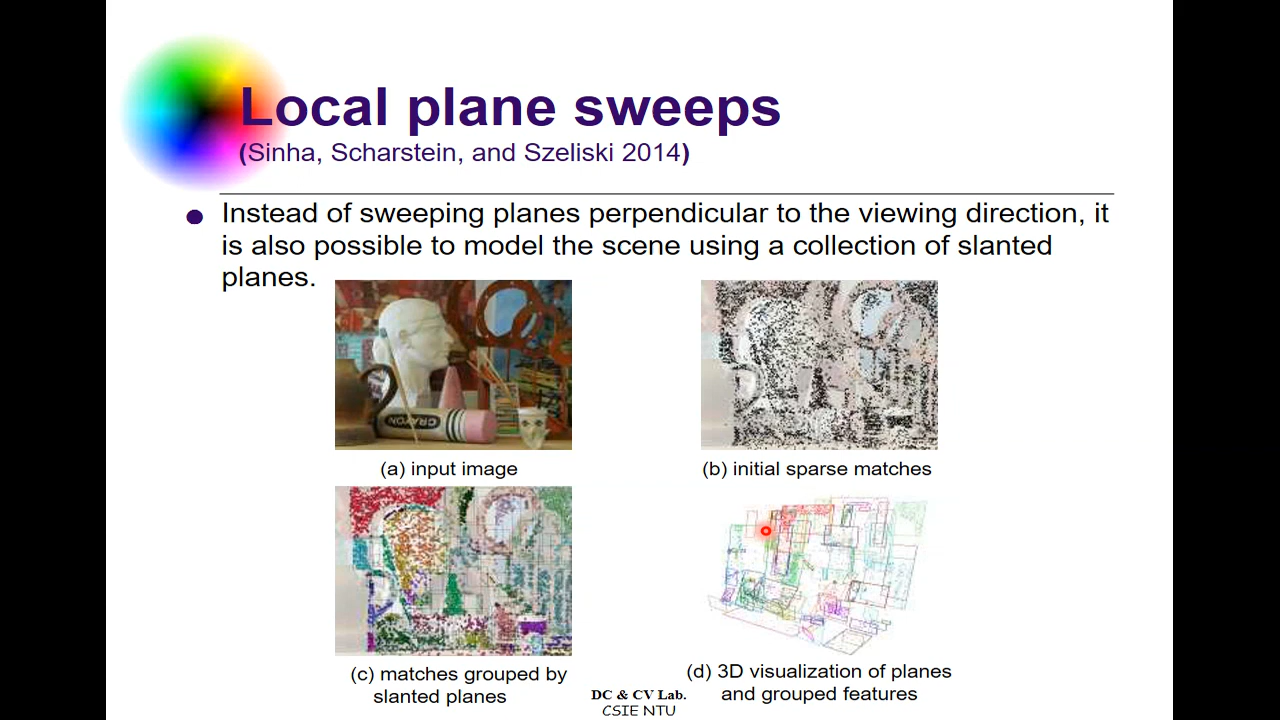 Local plane sweeps
(Sinha, Scharstein, and Szeliski 2014)
Instead of sweeping planes perpendicular to the viewing direction, it
is also possible to model the scene using a collection of slanted
planes.
CRAYON
(a) input image
(b) initial sparse matches
(c) matches grouped by
slanted planes
(d) 3D visualization of planes
and grouped features
DC & CV Lab.
CSIE NTU